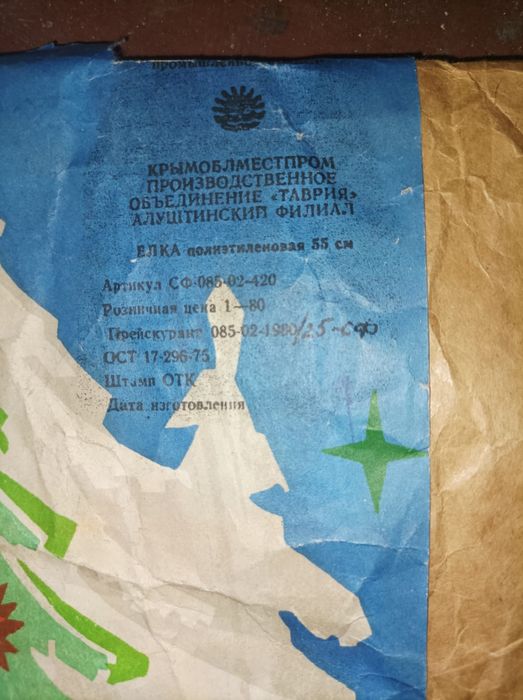 КРЫМОБЛМЕСТПРОМ
ПРОИЗВОДСТВЕННОЕ
ОБЪЕДИНЕНИЕ «ТАВРИЯ»
АЛУШТИНСКИЙ ФИЛИАЛ
ЕЛКА полиэтиленовая 55 см
Артикул СФ-085-02-420
Розничная цена 1—80
Прейскурант 085-02-1980/25-СФ
ОСТ 17-296-75
Штамп ОТК
Дата изготовления